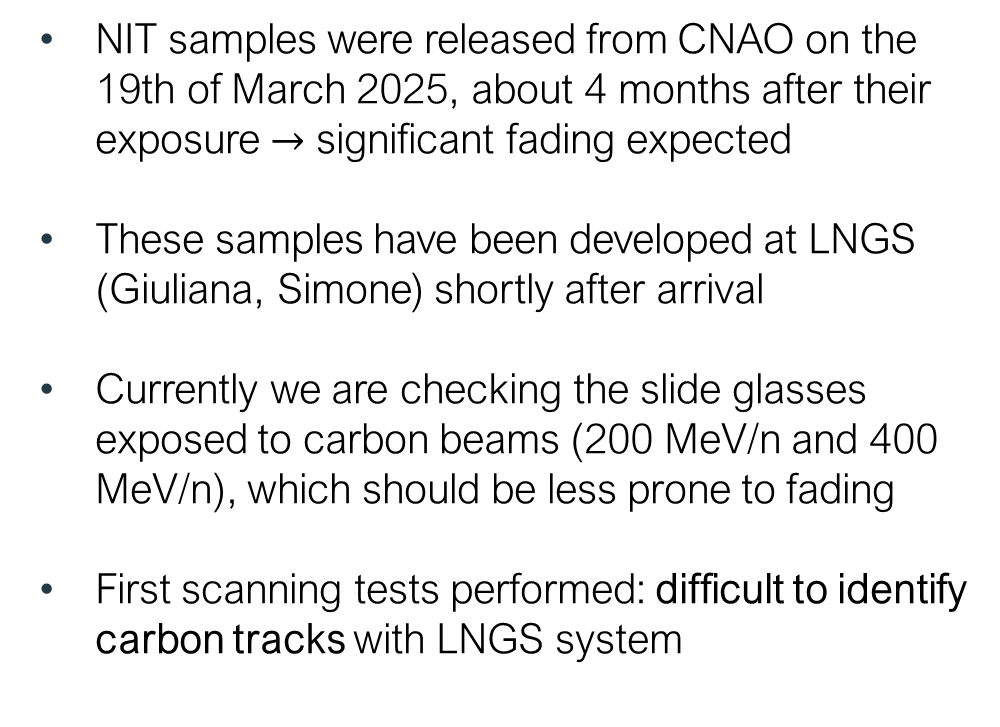 • NIT samples were released from CNAO on the
19th of March 2025, about 4 months after their
exposure → significant fading expected
• These samples have been developed at LNGS
(Giuliana, Simone) shortly after arrival
• Currently we are checking the slide glasses
exposed to carbon beams (200 MeV/n and 400
MeV/n), which should be less prone to fading
• First scanning tests performed: difficult to identify
carbon tracks with LNGS system